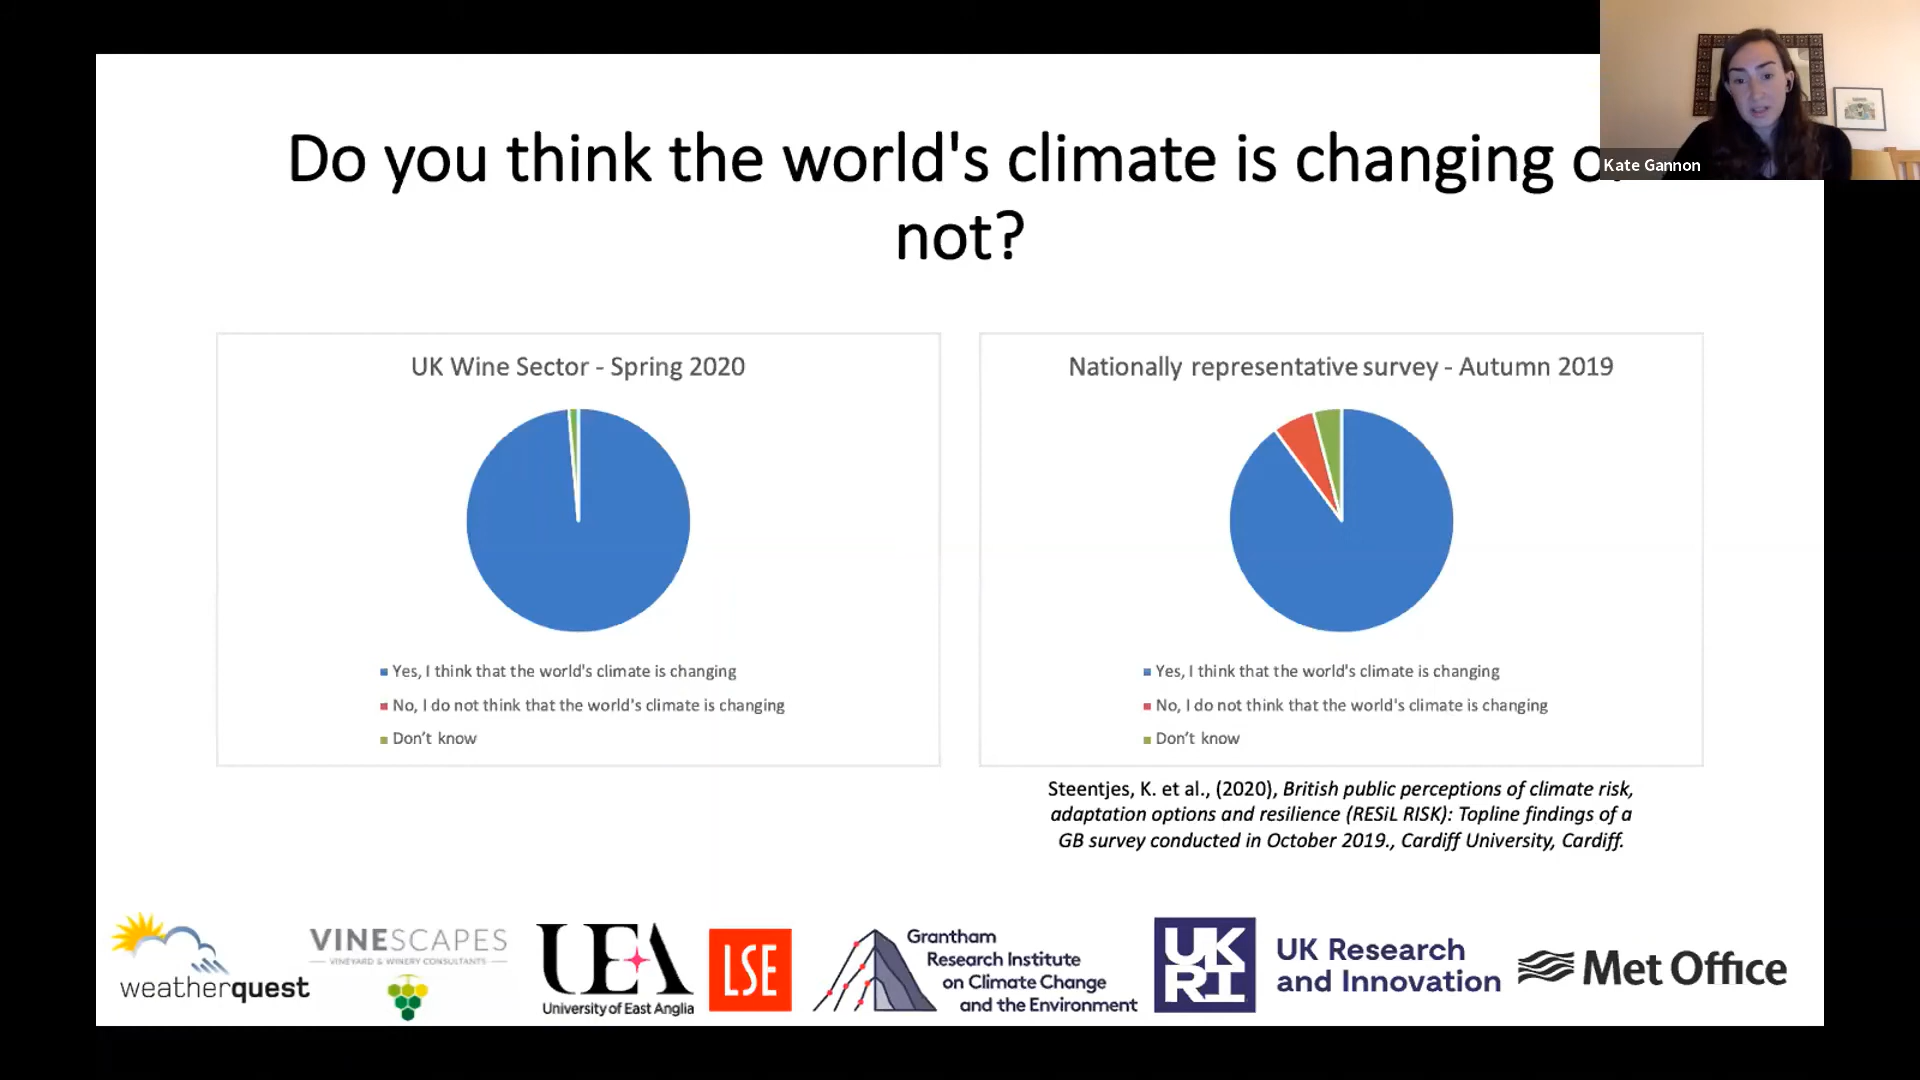 Kate Gannon
Do you think the world's climate is changing or
not?
UK Wine Sector - Spring 2020
Yes, I think that the world's climate is changing
No, I do not think that the world's climate is changing
Don't know
Nationally representative survey - Autumn 2019
Yes, I think that the world's climate is changing
No, I do not think that the world's climate is changing
Don't know
Steentjes, K. et al., (2020), British public perceptions of climate risk,
adaptation options and resilience (RESiL RISK): Topline findings of a
GB survey conducted in October 2019., Cardiff University, Cardiff.
weatherquest
VINESCAPES
VINEYARD & WINERY CONSULTANTS
UEA
University of East Anglia
LSE
Grantham
Research Institute
on Climate Change
and the Environment
UK
RI
UK Research
and Innovation
Met Office